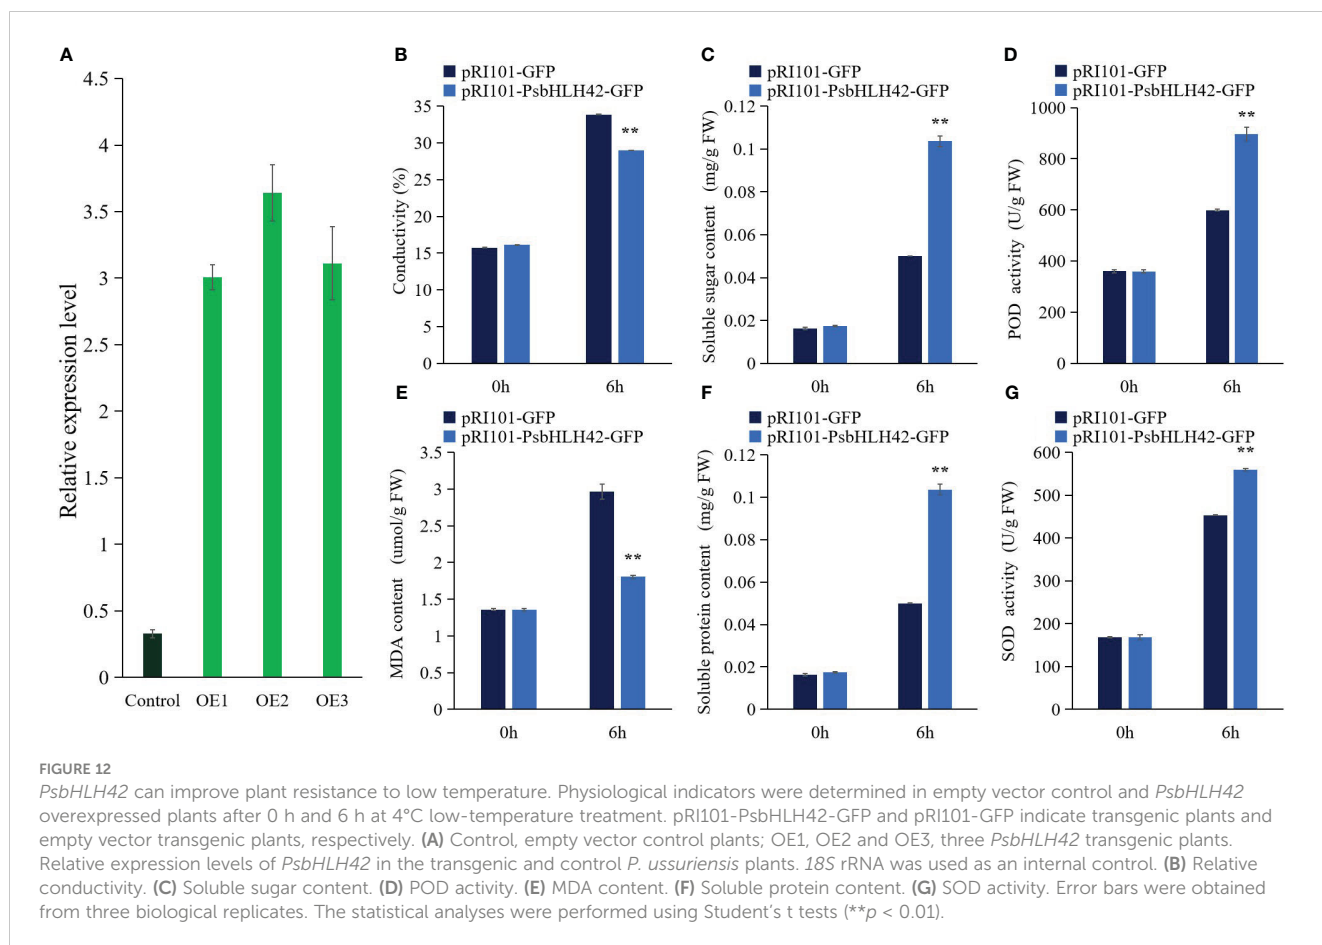 A
4.5
4
3.5
3
2.5
2
1.5
1
0.5
0
Relative expression level
Control OE1 OE2 OE3
B
pRI101-GFP
pRI101-PsbHLH42-GFP
35
30
25
20
15
10
5
0
Conductivity (%)
**
0h 6h
C
pRI101-GFP
pRI101-PsbHLH42-GFP
0.12
0.1
0.08
0.06
0.04
0.02
0
Soluble sugar content (mg/g FW)
**
0h 6h
D
pRI101-GFP
pRI101-PsbHLH42-GFP
1000
800
600
400
200
0
POD activity (U/g FW)
**
0h 6h
E
pRI101-GFP
pRI101-PsbHLH42-GFP
3.5
3
2.5
2
1.5
1
0.5
0
MDA content (umol/g FW)
**
0h 6h
F
pRI101-GFP
pRI101-PsbHLH42-GFP
0.12
0.1
0.08
0.06
0.04
0.02
0
Soluble protein content (mg/g FW)
**
0h 6h
G
pRI101-GFP
pRI101-PsbHLH42-GFP
600
500
400
300
200
100
0
SOD activity (U/g FW)
**
0h 6h
FIGURE 12
PsbHLH42 can improve plant resistance to low temperature. Physiological indicators were determined in empty vector control and PsbHLH42
overexpressed plants after 0 h and 6 h at 4°C low-temperature treatment. pRI101-PsbHLH42-GFP and pRI101-GFP indicate transgenic plants and
empty vector transgenic plants, respectively. (A) Control, empty vector control plants; OE1, OE2 and OE3, three PsbHLH42 transgenic plants.
Relative expression levels of PsbHLH42 in the transgenic and control P. ussuriensis plants. 18S rRNA was used as an internal control. (B) Relative
conductivity. (C) Soluble sugar content. (D) POD activity. (E) MDA content. (F) Soluble protein content. (G) SOD activity. Error bars were obtained
from three biological replicates. The statistical analyses were performed using Student's t tests (**p < 0.01).